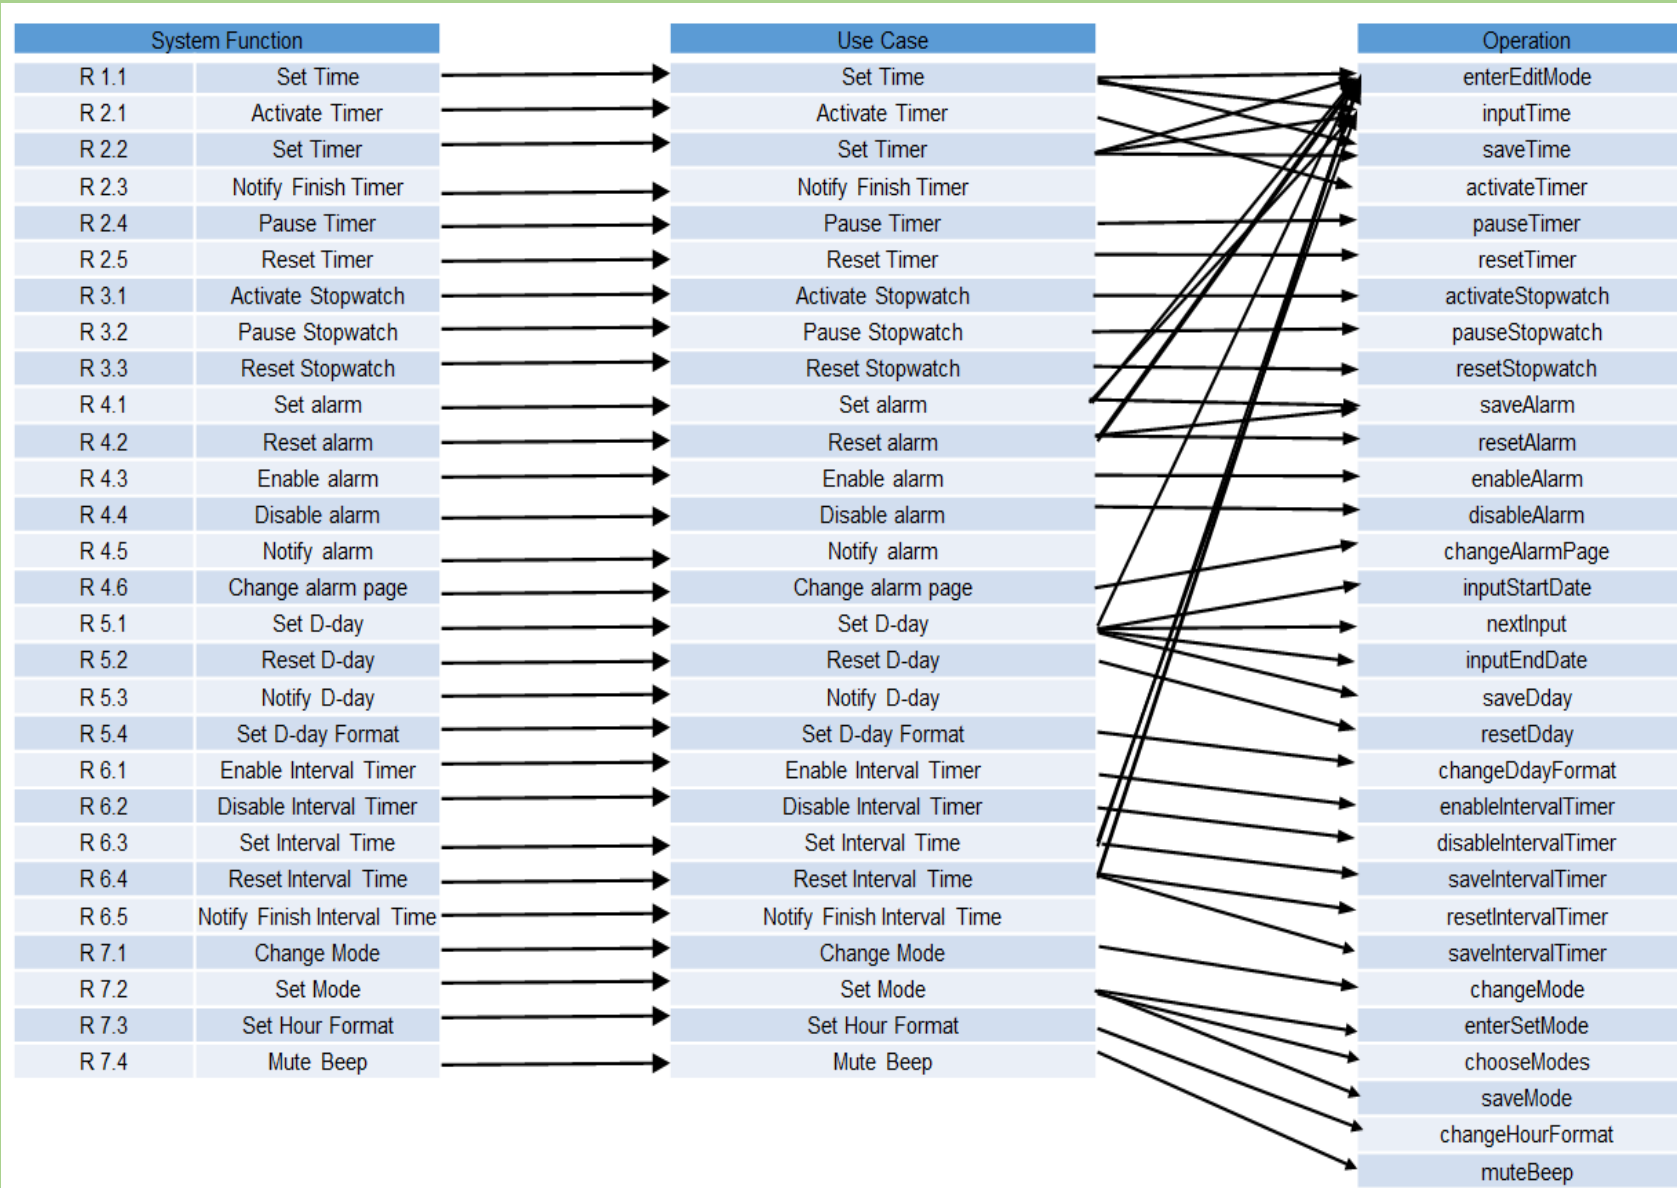 System Function Use Case Operation
R 1.1 Set Time Set Time enterEditMode
R 2.1 Activate Timer Activate Timer inputTime
R 2.2 Set Timer Set Timer saveTime
R 2.3 Notify Finish Timer Notify Finish Timer activateTimer
R 2.4 Pause Timer Pause Timer pauseTimer
R 2.5 Reset Timer Reset Timer resetTimer
R 3.1 Activate Stopwatch Activate Stopwatch activateStopwatch
R 3.2 Pause Stopwatch Pause Stopwatch pauseStopwatch
R 3.3 Reset Stopwatch Reset Stopwatch resetStopwatch
R 4.1 Set alarm Set alarm saveAlarm
R 4.2 Reset alarm Reset alarm resetAlarm
R 4.3 Enable alarm Enable alarm enableAlarm
R 4.4 Disable alarm Disable alarm disableAlarm
R 4.5 Notify alarm Notify alarm changeAlarmPage
R 4.6 Change alarm page Change alarm page inputStartDate
R 5.1 Set D-day Set D-day nextInput
R 5.2 Reset D-day Reset D-day inputEndDate
R 5.3 Notify D-day Notify D-day saveDday
R 5.4 Set D-day Format Set D-day Format resetDday
R 6.1 Enable Interval Timer Enable Interval Timer changeDdayFormat
R 6.2 Disable Interval Timer Disable Interval Timer enableIntervalTimer
R 6.3 Set Interval Time Set Interval Time disableIntervalTimer
R 6.4 Reset Interval Time Reset Interval Time saveIntervalTimer
R 6.5 Notify Finish Interval Time Notify Finish Interval Time resetIntervalTimer
R 7.1 Change Mode Change Mode saveIntervalTimer
R 7.2 Set Mode Set Mode changeMode
R 7.3 Set Hour Format Set Hour Format enterSetMode
R 7.4 Mute Beep Mute Beep chooseModes
saveMode
changeHourFormat
muteBeep